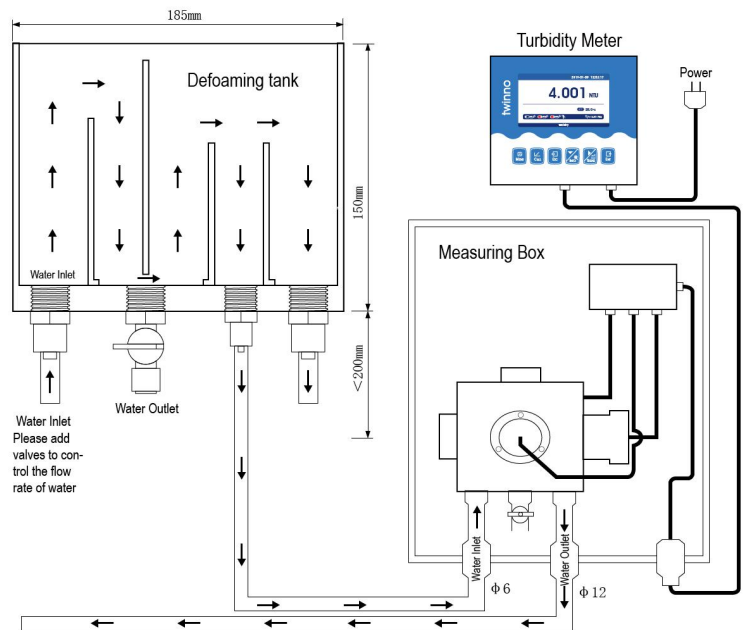 185mm
Defoaming tank
150mm
Water Inlet
<200mm
Water Inlet
Please add
valves to con-
trol the flow
rate of water
Water Outlet
Turbidity Meter
Power
twinno
4.001 NTU
Measuring Box
Water Inlet
Water Outlet
φ6
φ12